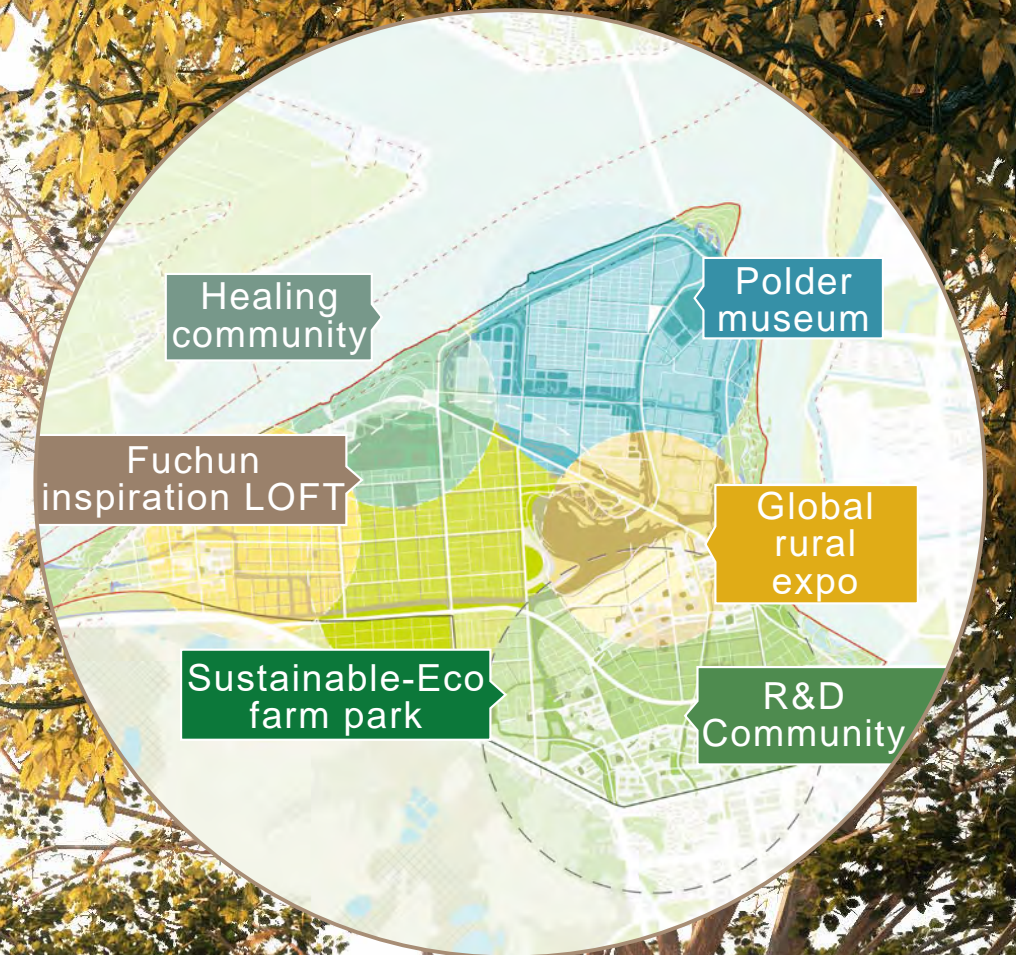 Healing
community
Polder
museum
Fuchun
inspiration LOFT
Global
rural
expo
Sustainable-Eco
farm park
R&D
Community